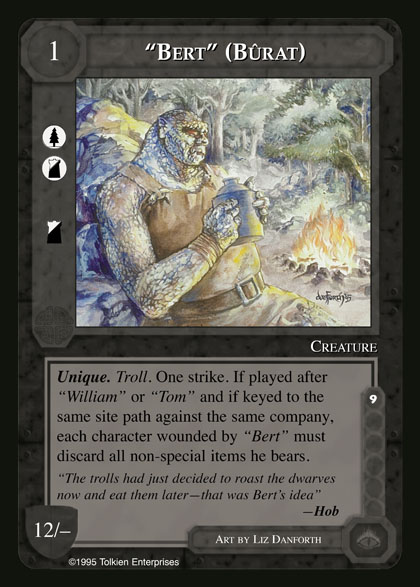 1
“BERT” (BÛRAT)
danforth95
CREATURE
Unique. Troll. One strike. If played after
“William” or “Tom” and if keyed to the
same site path against the same company,
each character wounded by “Bert” must
discard all non-special items he bears.
9
“The trolls had just decided to roast the dwarves
now and eat them later—that was Bert’s idea”
—Hob
12/–
ART BY LIZ DANFORTH
©1995 Tolkien Enterprises